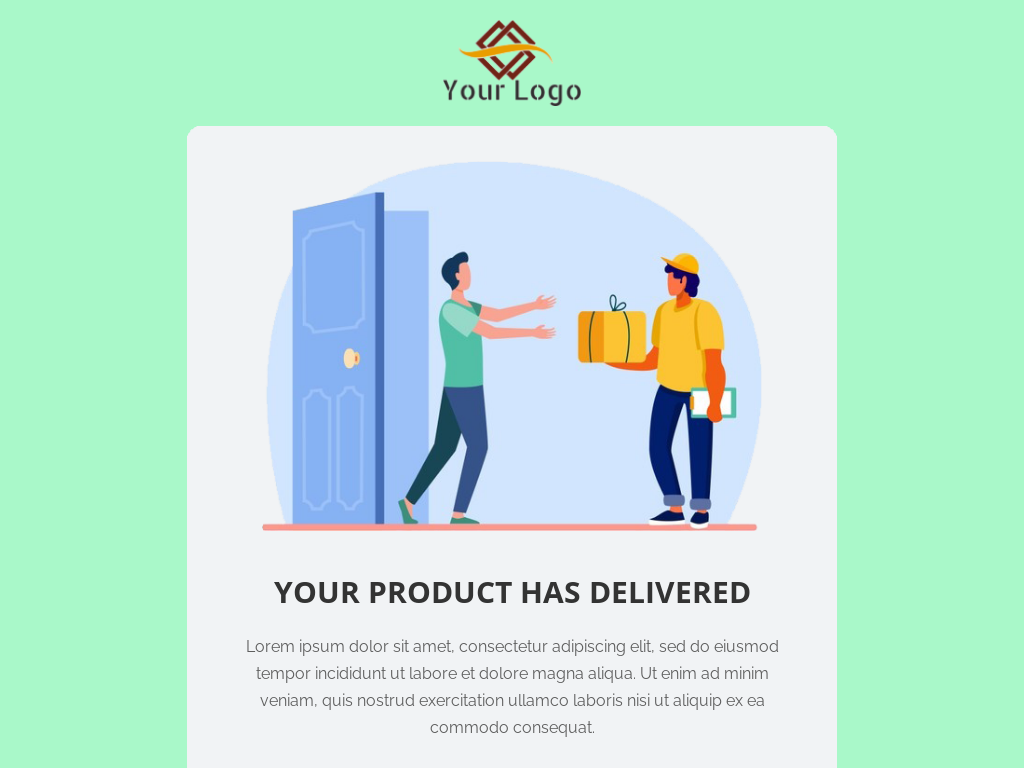 Your Logo
YOUR PRODUCT HAS DELIVERED
Lorem ipsum dolor sit amet, consectetur adipiscing elit, sed do eiusmod
tempor incididunt ut labore et dolore magna aliqua. Ut enim ad minim
veniam, quis nostrud exercitation ullamco laboris nisi ut aliquip ex ea
commodo consequat.